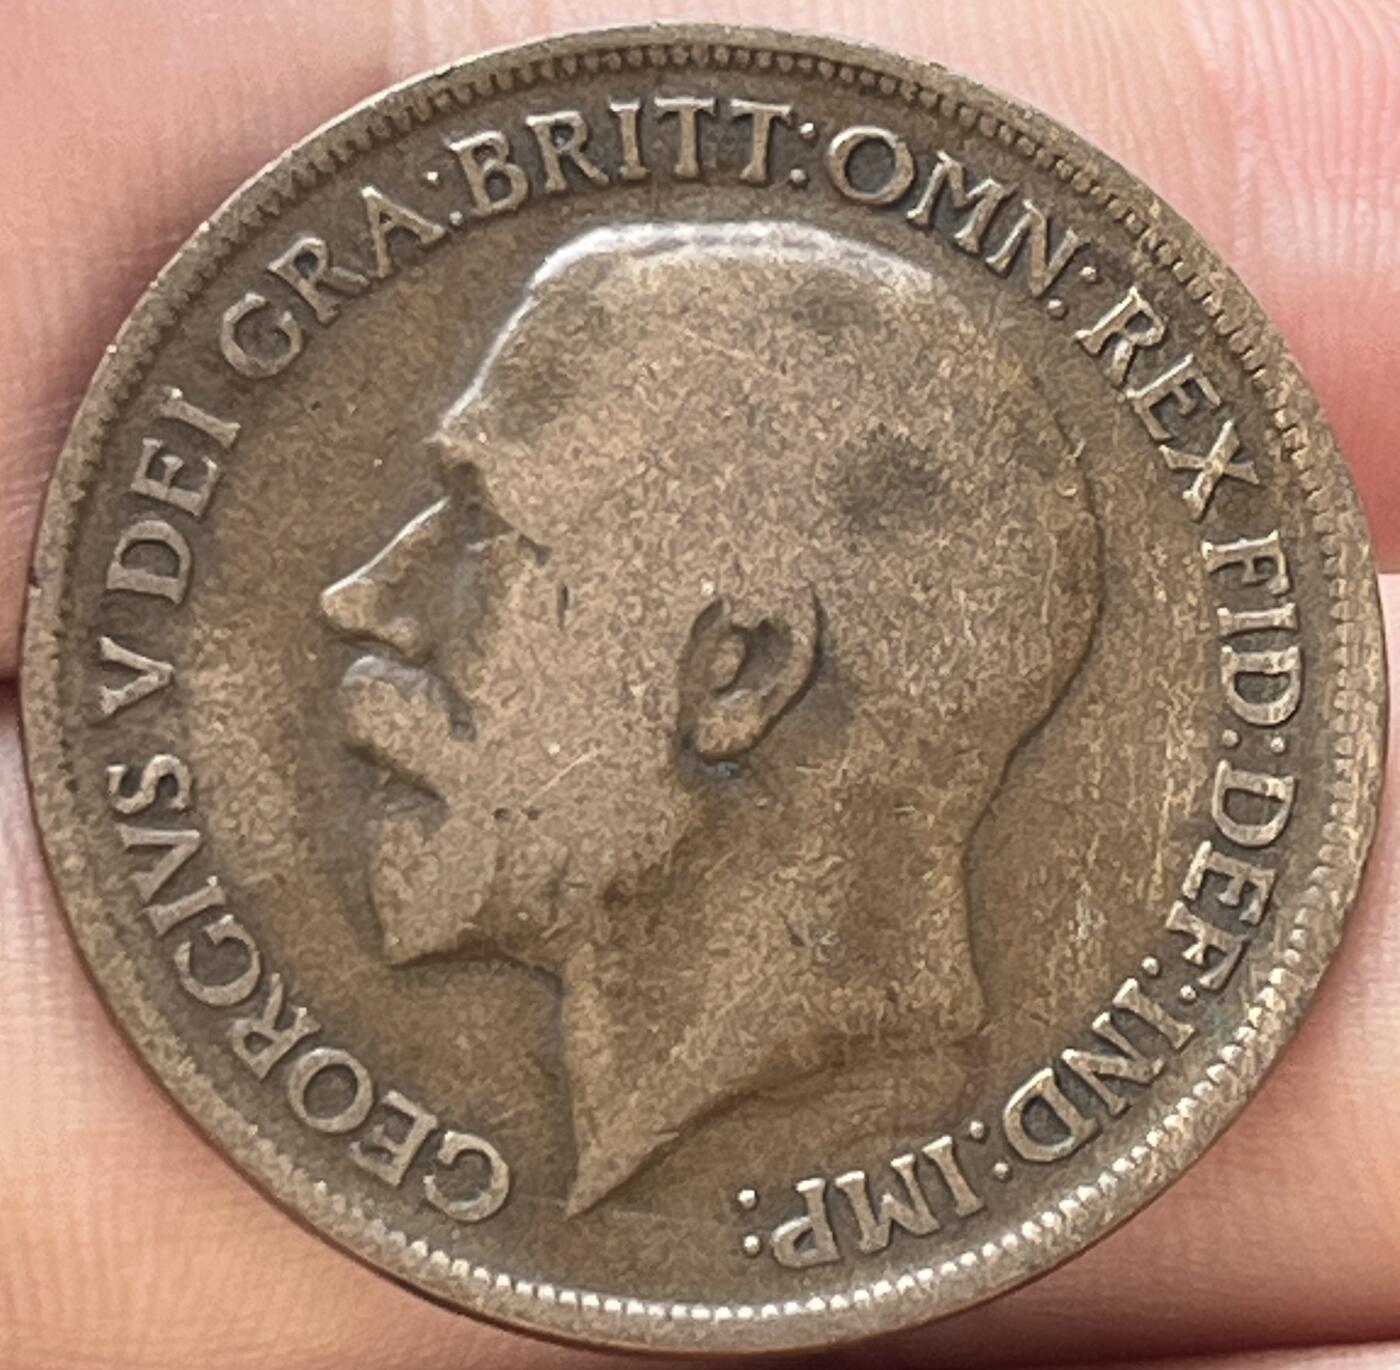 GEORGIVS V DEI GRA: BRITT: OMN: REX FID: DEF: IND: IMP: